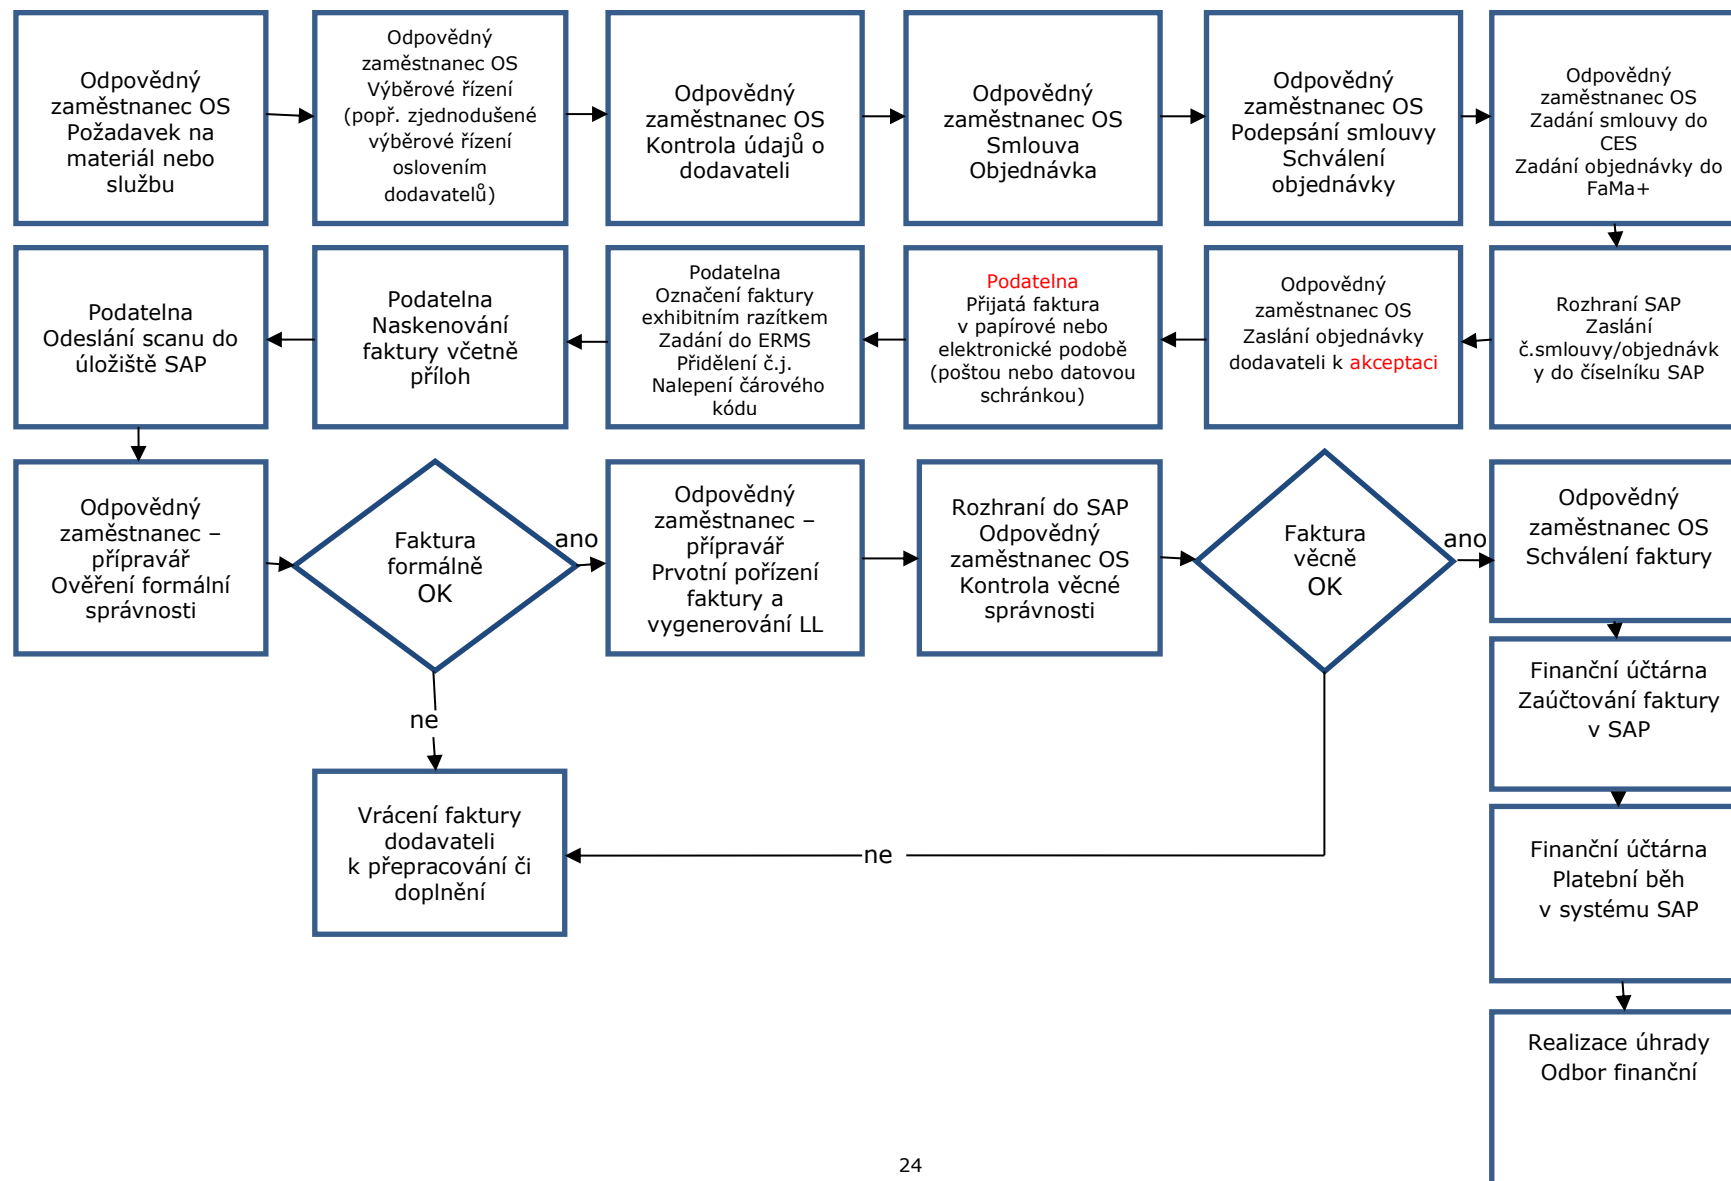 Odpovědný
zaměstnanec OS
Požadavek na
materiál nebo
službu
Odpovědný
zaměstnanec OS
Výběrové řízení
(popř. zjednodušené
výběrové řízení
oslovením
dodavatelů)
Odpovědný
zaměstnanec OS
Kontrola údajů o
dodavateli
Odpovědný
zaměstnanec OS
Smlouva
Objednávka
Odpovědný
zaměstnanec OS
Podepsání smlouvy
Schválení
objednávky
Odpovědný
zaměstnanec OS
Zadání smlouvy do
CES
Zadání objednávky do
FaMa+
Rozhraní SAP
Zaslání
č.smlouvy/objednávk
y do číselníku SAP
Odpovědný
zaměstnanec OS
Zaslání objednávky
dodavateli k akceptaci
Podatelna
Přijatá faktura
v papírové nebo
elektronické podobě
(poštou nebo datovou
schránkou)
Podatelna
Označení faktury
exhibitním razítkem
Zadání do ERMS
Přidělení č.j.
Nalepení čárového
kódu
Podatelna
Naskenování
faktury včetně
příloh
Podatelna
Odeslání scanu do
úložiště SAP
Odpovědný
zaměstnanec –
přípravář
Ověření formální
správnosti
Faktura
formálně
OK
ano
Odpovědný
zaměstnanec –
přípravář
Prvotní pořízení
faktury a
vygenerování LL
Rozhraní do SAP
Odpovědný
zaměstnanec OS
Kontrola věcné
správnosti
Faktura
věcně
OK
ano
Odpovědný
zaměstnanec OS
Schválení faktury
Finanční účtárna
Zaúčtování faktury
v SAP
ne
Vrácení faktury
dodavateli
k přepracování či
doplnění
ne
Finanční účtárna
Platební běh
v systému SAP
Realizace úhrady
Odbor finanční
24